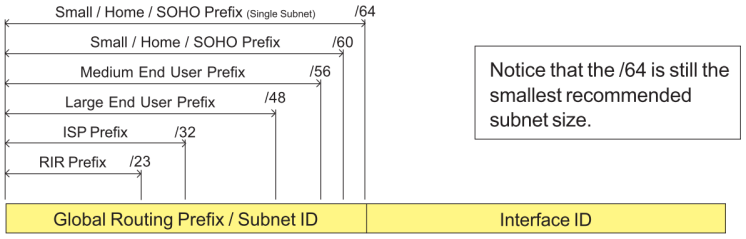 Small / Home / SOHO Prefix (Single Subnet) /64
Small / Home / SOHO Prefix /60
Medium End User Prefix /56
Large End User Prefix /48
ISP Prefix /32
RIR Prefix /23
Notice that the /64 is still the
smallest recommended
subnet size.
Global Routing Prefix / Subnet ID
Interface ID